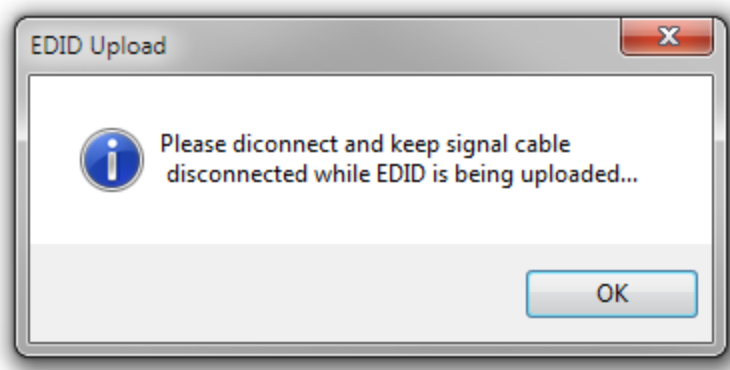 EDID Upload
Please diconnect and keep signal cable
disconnected while EDID is being uploaded...
OK